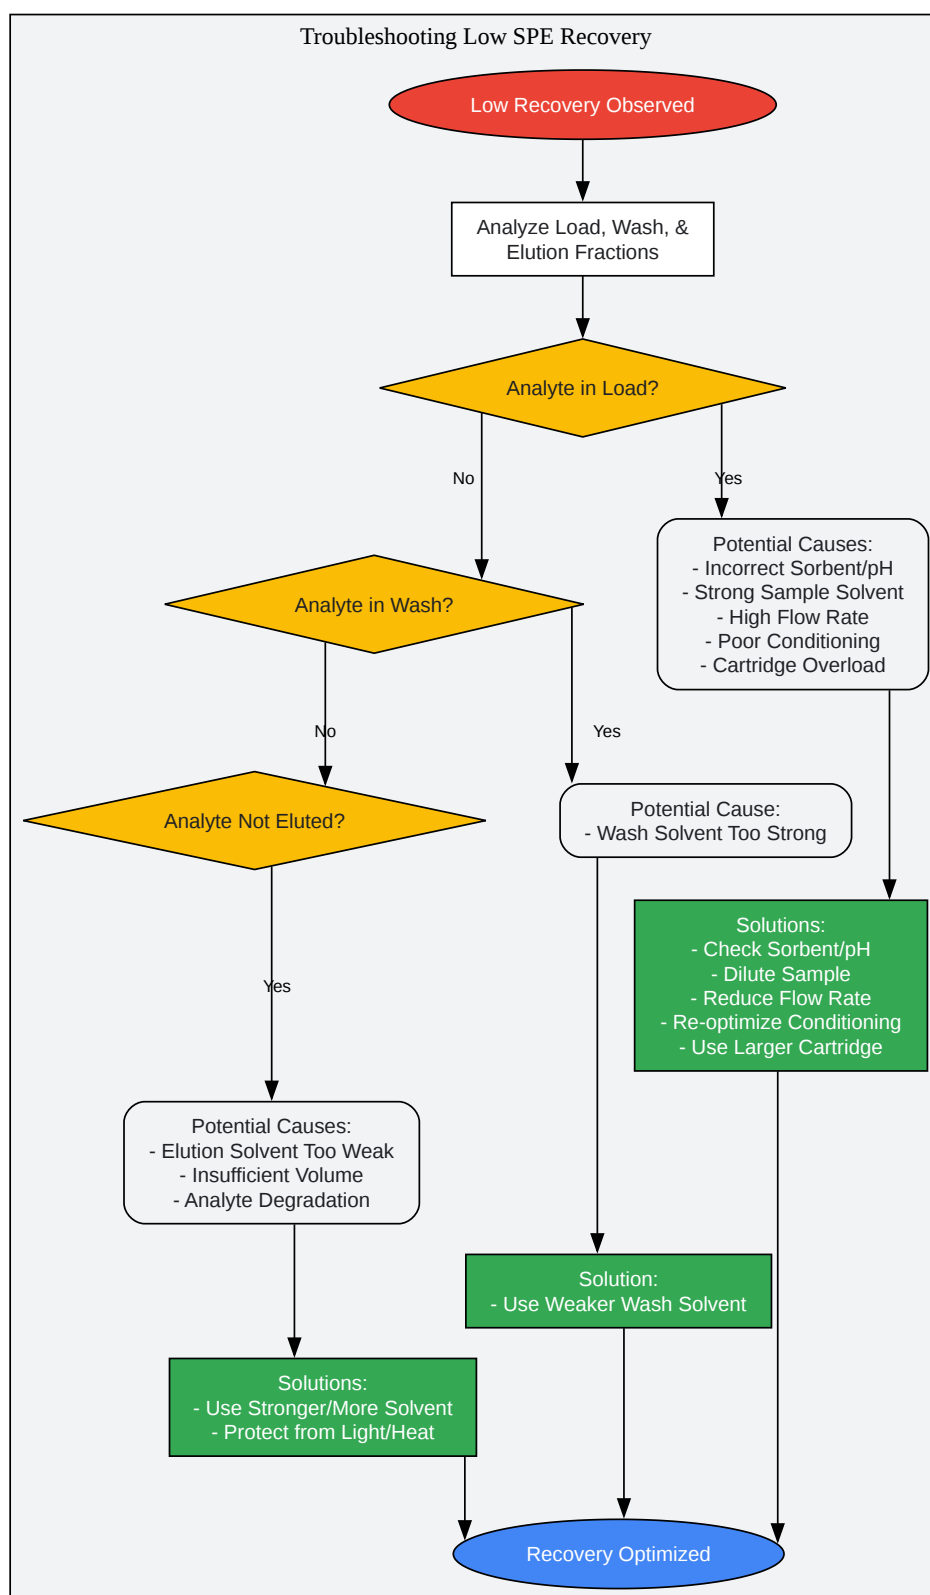 Troubleshooting Low SPE Recovery
Low Recovery Observed
Analyze Load, Wash, &
Elution Fractions
Analyte in Load?
No
Yes
Potential Causes:
- Incorrect Sorbent/pH
- Strong Sample Solvent
- High Flow Rate
- Poor Conditioning
- Cartridge Overload
Analyte in Wash?
No
Yes
Analyte Not Eluted?
Potential Cause:
- Wash Solvent Too Strong
Solutions:
- Check Sorbent/pH
- Dilute Sample
- Reduce Flow Rate
- Re-optimize Conditioning
- Use Larger Cartridge
Yes
Potential Causes:
- Elution Solvent Too Weak
- Insufficient Volume
- Analyte Degradation
Solution:
- Use Weaker Wash Solvent
Solutions:
- Use Stronger/More Solvent
- Protect from Light/Heat
Recovery Optimized